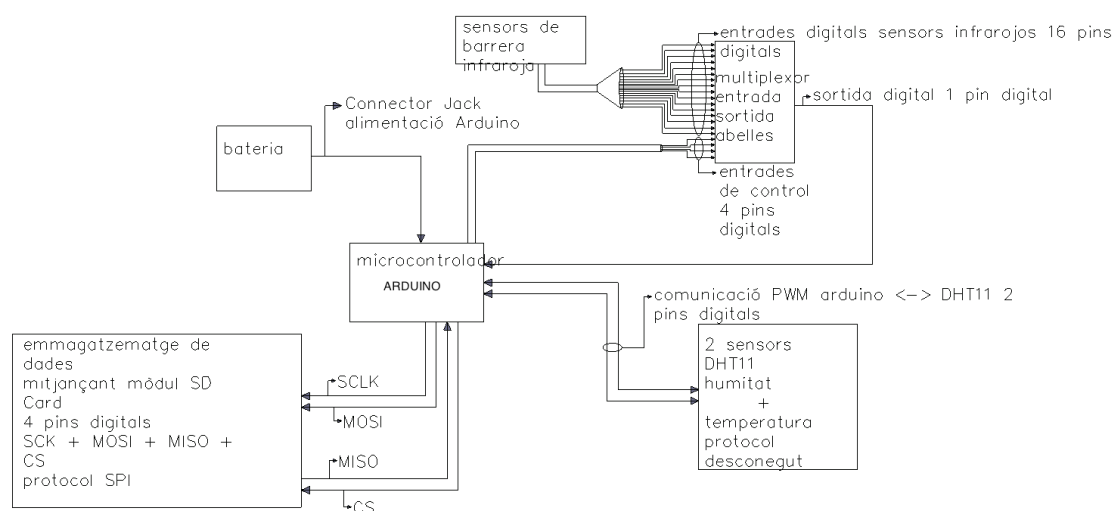 sensors de
barrera
infraroja
entrades digitals sensors infrarojos 16 pins
digitals
multiplexor
entrada
sortida
abelles
sortida digital 1 pin digital
Connector Jack
alimentació Arduino
bateria
entrades
de control
4 pins
digitals
microcontrolador
ARDUINO
comunicació PWM arduino <-> DHT11 2
pins digitals
2 sensors
DHT11
humitat
+
temperatura
protocol
desconegut
emmagatzematge de
dades
mitjançant mòdul SD
Card
4 pins digitals
SCK + MOSI + MISO +
CS
protocol SPI
SCLK
MOSI
MISO
CS